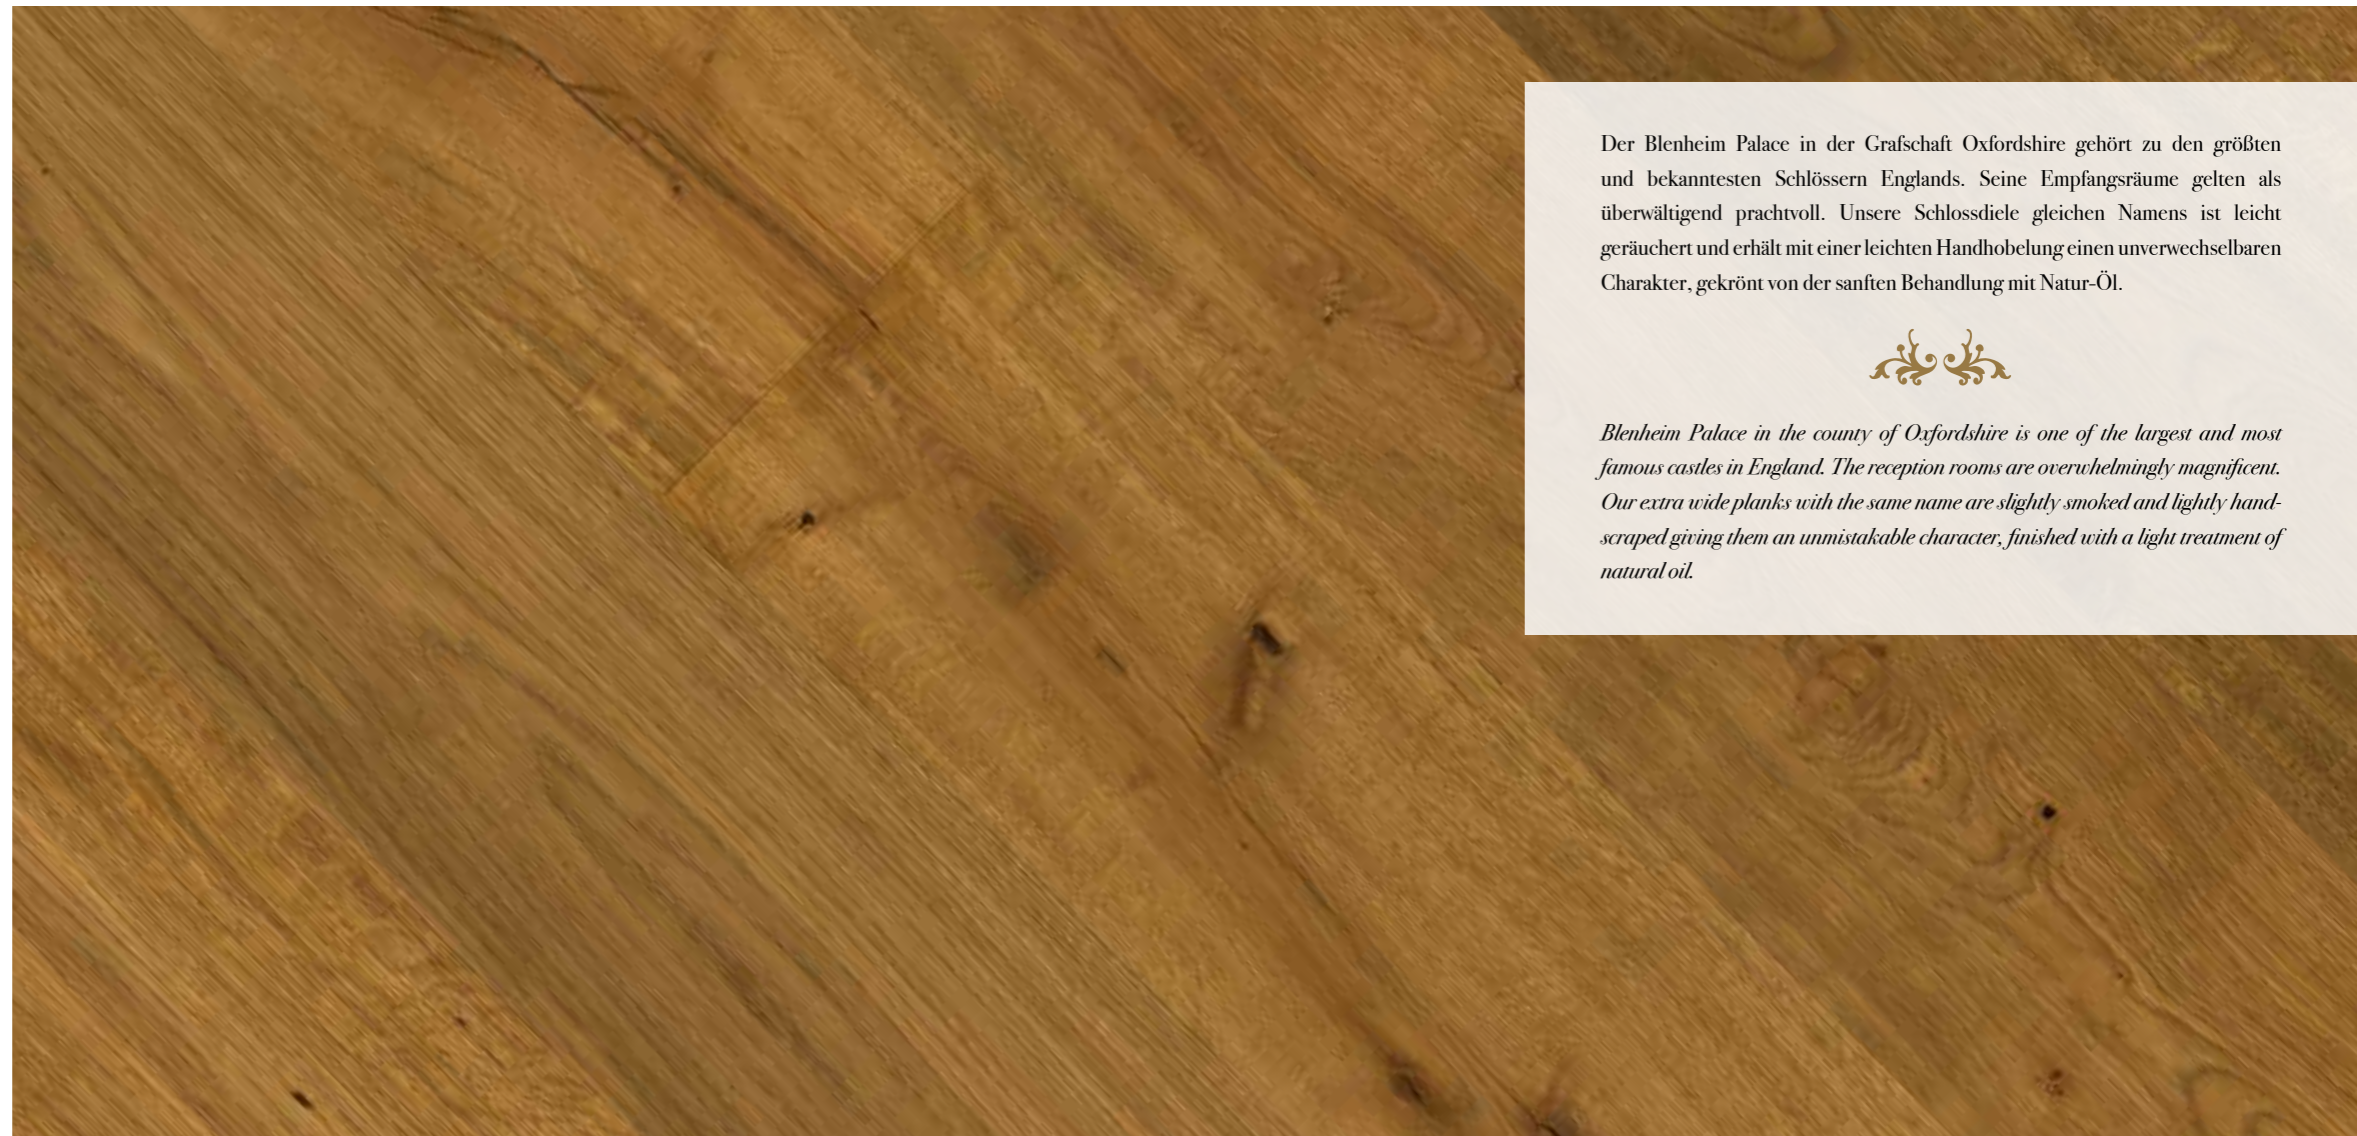 Der Blenheim Palace in der Grafschaft Oxfordshire gehört zu den größten
und bekanntesten Schlössern Englands. Seine Empfangsräume gelten als
überwältigend prachtvoll. Unsere Schlossdiele gleichen Namens ist leicht
geräuchert und erhält mit einer leichten Handhobelung einen unverwechselbaren
Charakter, gekrönt von der sanften Behandlung mit Natur-Öl.
Blenheim Palace in the county of Oxfordshire is one of the largest and most
famous castles in England. The reception rooms are overwhelmingly magnificent.
Our extra wide planks with the same name are slightly smoked and lightly hand-
scraped giving them an unmistakable character, finished with a light treatment of
natural oil.